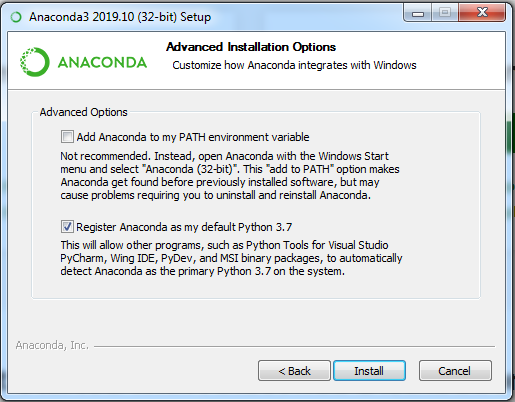 Anaconda3 2019.10 (32-bit) Setup
ANACONDA
Advanced Installation Options
Customize how Anaconda integrates with Windows
Advanced Options
Add Anaconda to my PATH environment variable
Not recommended. Instead, open Anaconda with the Windows Start
menu and select "Anaconda (32-bit)". This "add to PATH" option makes
Anaconda get found before previously installed software, but may
cause problems requiring you to uninstall and reinstall Anaconda.
Register Anaconda as my default Python 3.7
This will allow other programs, such as Python Tools for Visual Studio
PyCharm, Wing IDE, PyDev, and MSI binary packages, to automatically
detect Anaconda as the primary Python 3.7 on the system.
Anaconda, Inc.
< Back
Install
Cancel